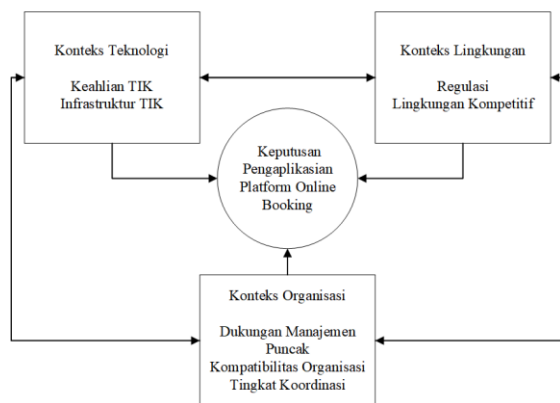 Konteks Teknologi
Keahlian TIK
Infrastruktur TIK
Konteks Lingkungan
Regulasi
Lingkungan Kompetitif
Keputusan
Pengaplikasian
Platform Online
Booking
Konteks Organisasi
Dukungan Manajemen
Puncak
Kompatibilitas Organisasi
Tingkat Koordinasi